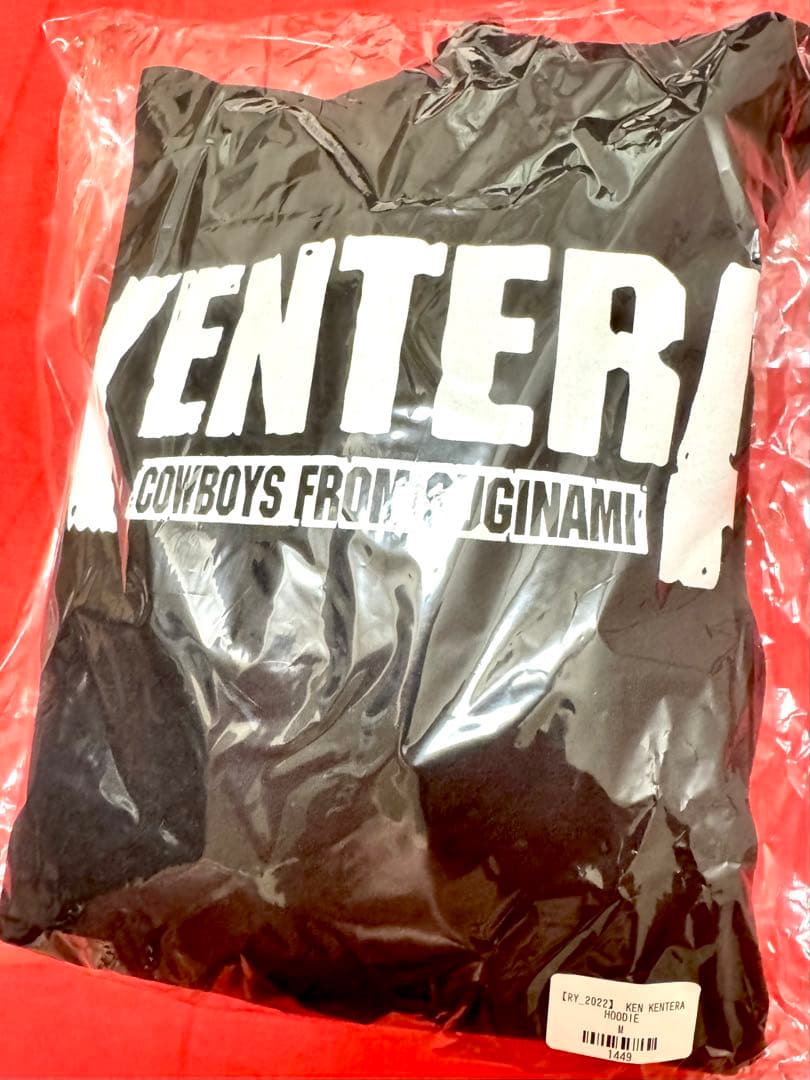 KENTERA
COWBOYS FROM SUGINAMI
【RY_2022】 KEN KENTERA
HOODIE
M
1449